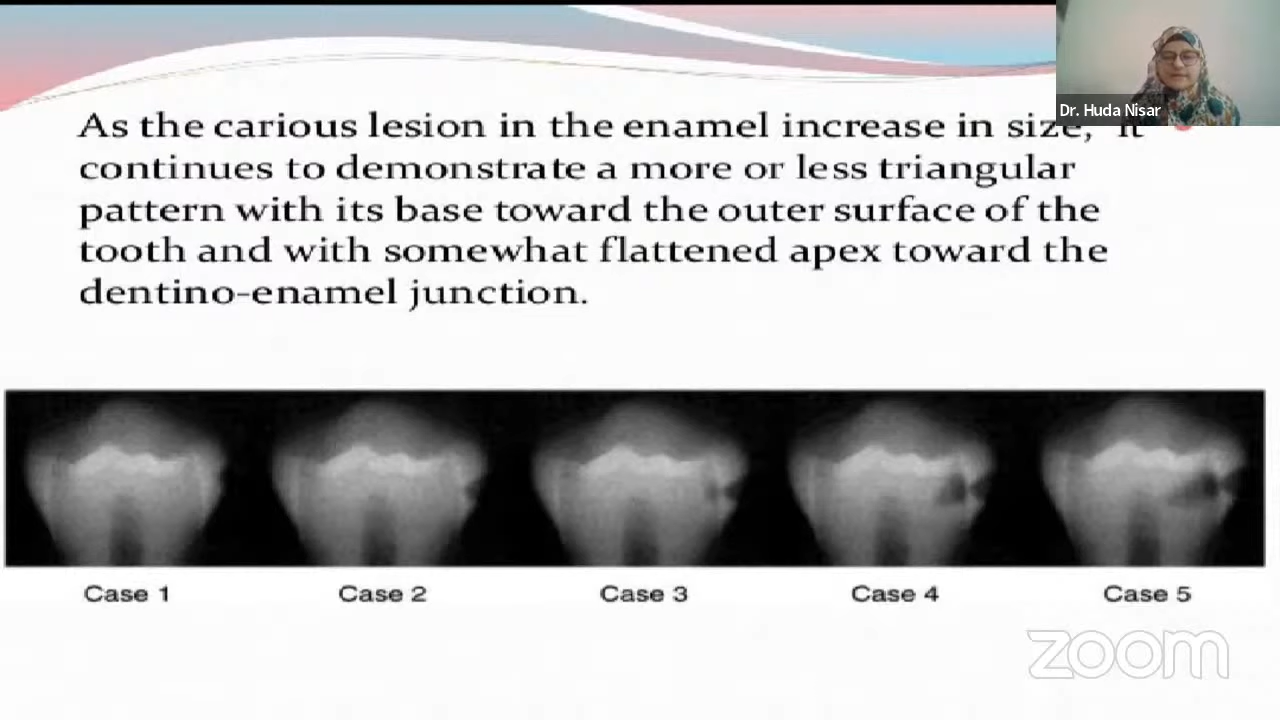 As the carious lesion in the enamel increase in size, it
continues to demonstrate a more or less triangular
pattern with its base toward the outer surface of the
tooth and with somewhat flattened apex toward the
dentino-enamel junction.
Dr. Huda Nisar
Case 1 Case 2 Case 3 Case 4 Case 5
zoom